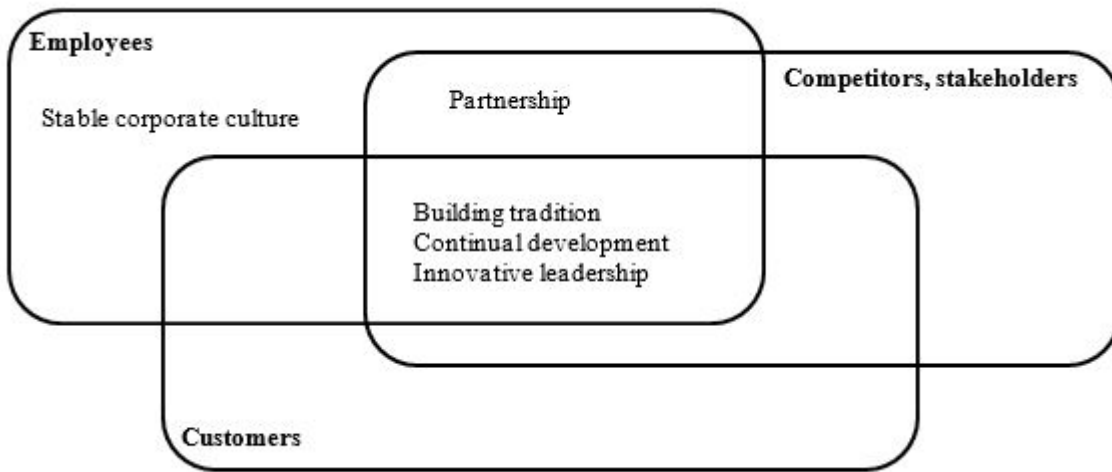 Employees
Competitors, stakeholders
Partnership
Stable corporate culture
Building tradition
Continual development
Innovative leadership
Customers